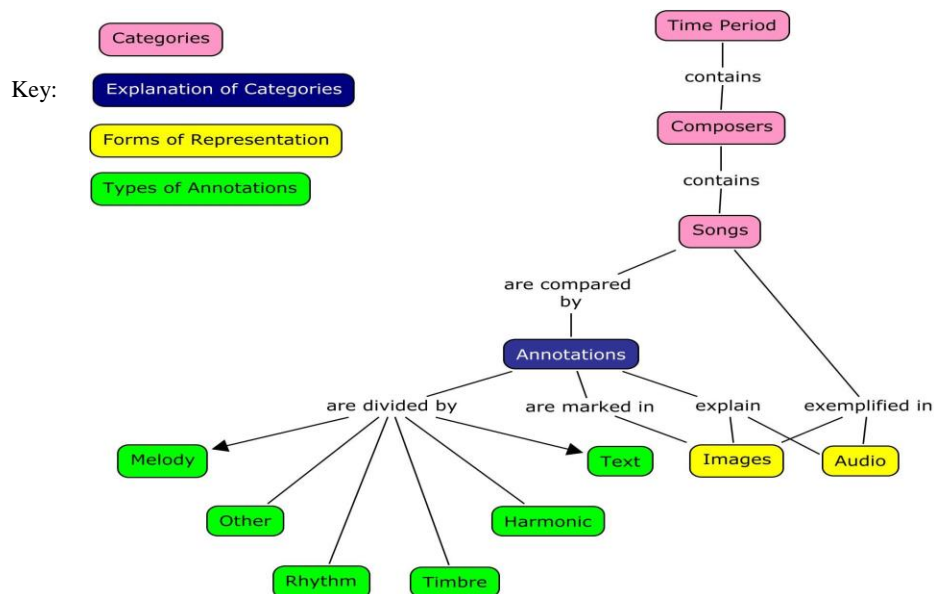 Categories
Time Period
Key:
Explanation of Categories
contains
Forms of Representation
Composers
Types of Annotations
contains
Songs
are compared
by
Annotations
are divided by
are marked in
explain
exemplified in
Melody
Text
Images
Audio
Other
Harmonic
Rhythm
Timbre